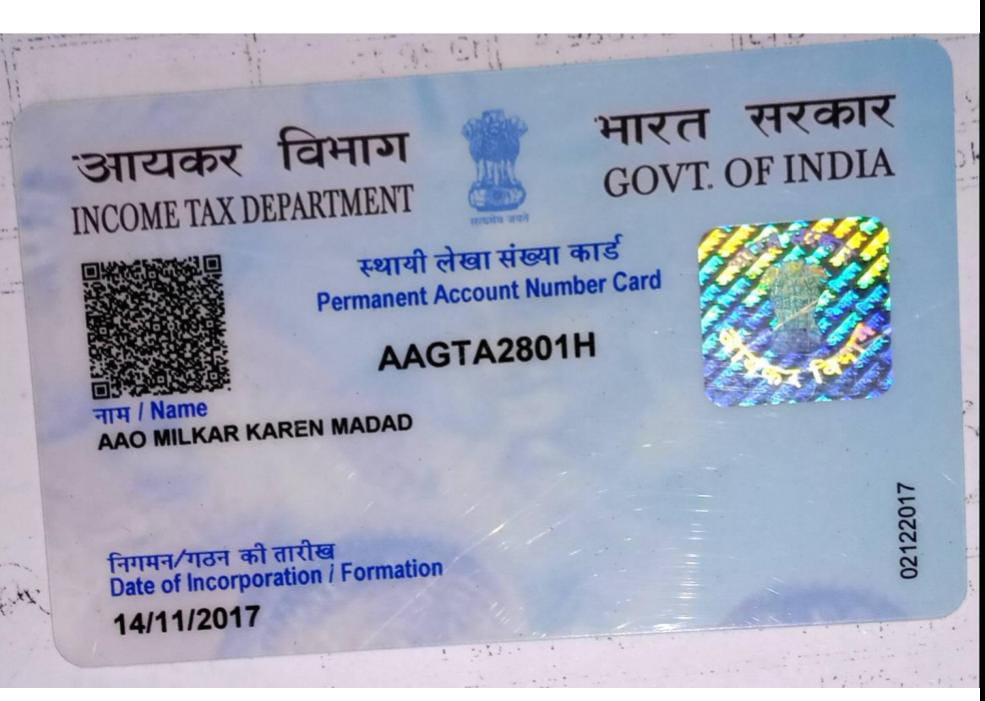 आयकर विभाग
INCOME TAX DEPARTMENT
सत्यमेव जयते
भारत सरकार
GOVT. OF INDIA
स्थायी लेखा संख्या कार्ड
Permanent Account Number Card
AAGTA2801H
नाम / Name
AAO MILKAR KAREN MADAD
निगमन/गठन की तारीख
Date of Incorporation / Formation
14/11/2017
02122017